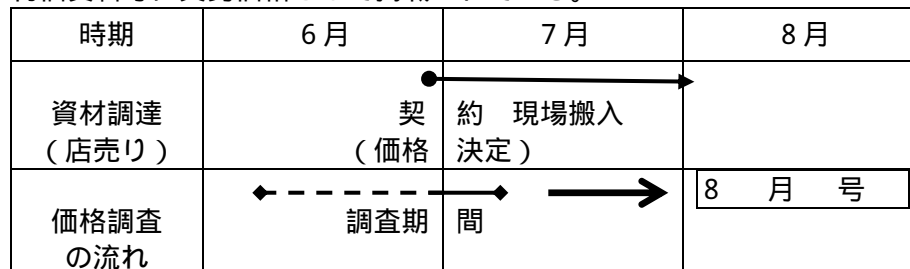 時期 6月 7月 8月
資材調達 契約 現場搬入
(店売り) (価格決定)
8月号
価格調査 調査期間
の流れ